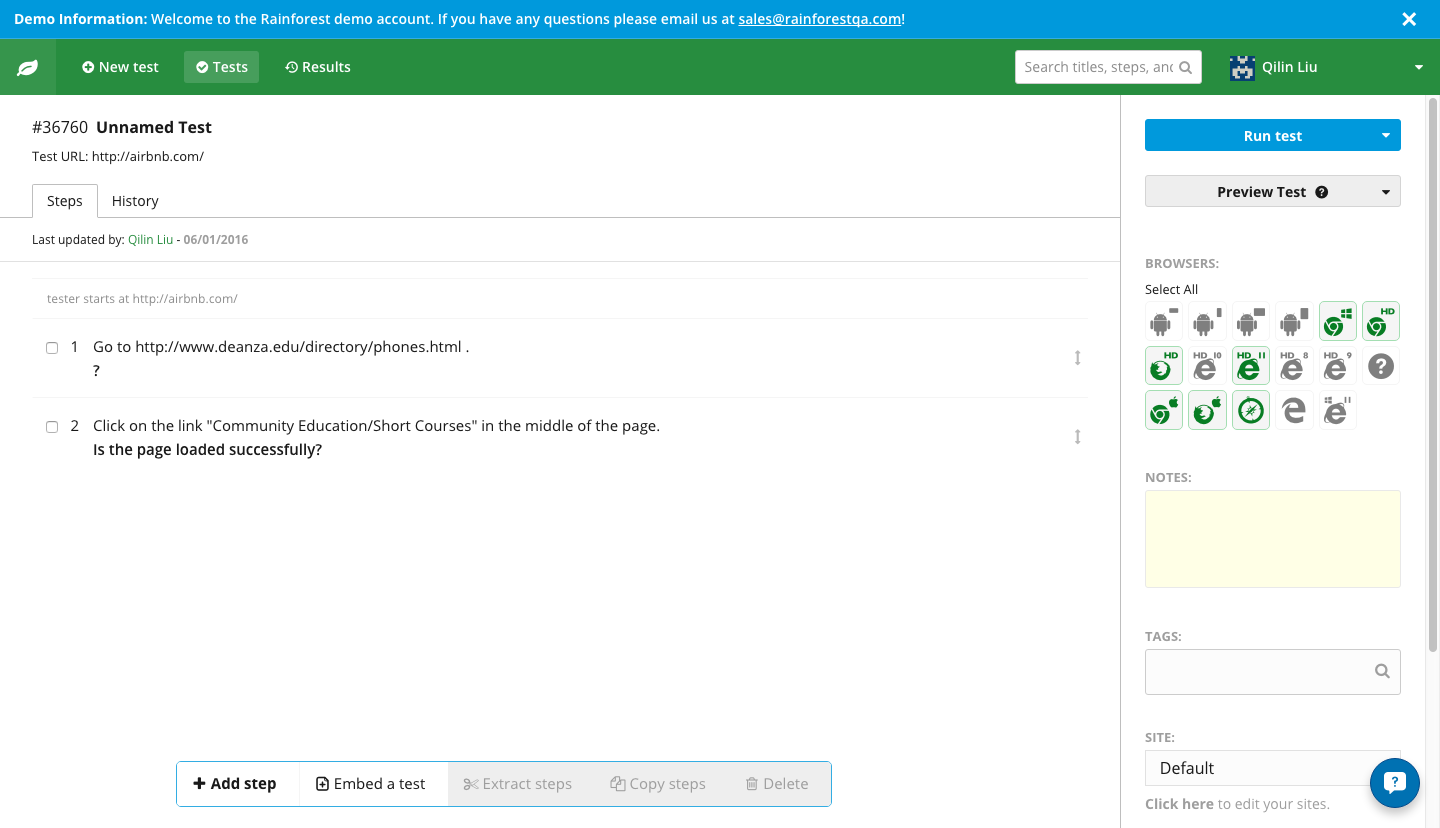 Demo Information: Welcome to the Rainforest demo account. If you have any questions please email us at sales@rainforestqa.com!
New test
Tests
Results
Search titles, steps, and
Qilin Liu
#36760 Unnamed Test
Test URL: http://airbnb.com/
Steps
History
Last updated by: Qilin Liu - 06/01/2016
tester starts at http://airbnb.com/
1 Go to http://www.deanza.edu/directory/phones.html .
?
2 Click on the link "Community Education/Short Courses" in the middle of the page.
Is the page loaded successfully?
Add step
Embed a test
Extract steps
Copy steps
Delete
Run test
Preview Test ?
BROWSERS:
Select All
HD
HD
HD 10
HD 11
HD 8
HD 9
?
11
NOTES:
TAGS:
SITE:
Default
Click here to edit your sites.